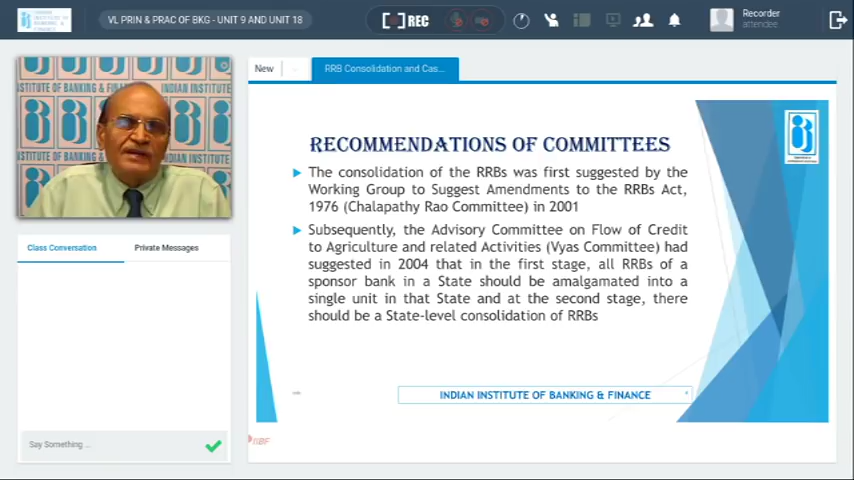 VL PRIN & PRAC OF BKG - UNIT 9 AND UNIT 18
REC
Recorder
attendee
New
RRB Consolidation and Cas...
RECOMMENDATIONS OF COMMITTEES
The consolidation of the RRBs was first suggested by the
Working Group to Suggest Amendments to the RRBs Act,
1976 (Chalapathy Rao Committee) in 2001
Subsequently, the Advisory Committee on Flow of Credit
to Agriculture and related Activities (Vyas Committee) had
suggested in 2004 that in the first stage, all RRBs of a
sponsor bank in a State should be amalgamated into a
single unit in that State and at the second stage, there
should be a State-level consolidation of RRBs
INDIAN INSTITUTE OF BANKING & FINANCE
Class Conversation
Private Messages
Say Something ...